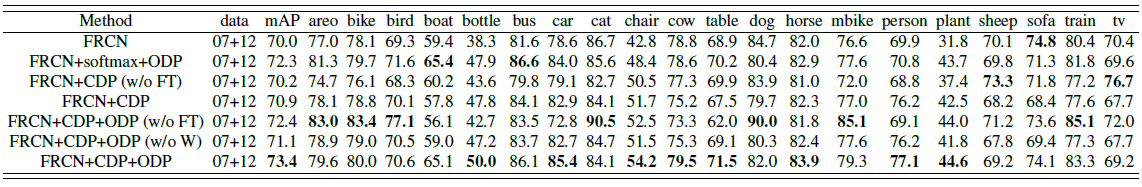 Method data mAP areo bike bird boat bottle bus car cat chair cow table dog horse mbike person plant sheep sofa train tv
FRCN 07+12 70.0 77.0 78.1 69.3 59.4 38.3 81.6 78.6 86.7 42.8 78.8 68.9 84.7 82.0 76.6 69.9 31.8 70.1 74.8 80.4 70.4
FRCN+softmax+ODP 07+12 72.3 81.3 79.7 71.6 65.4 47.9 86.6 84.0 85.6 48.4 78.6 70.2 80.4 82.9 77.6 70.8 43.7 69.8 71.3 81.8 69.6
FRCN+CDP (w/o FT) 07+12 70.2 74.7 76.1 68.3 60.2 43.6 79.8 79.1 82.7 50.5 77.3 69.9 83.9 81.0 72.0 68.8 37.4 73.3 71.8 77.2 76.7
FRCN+CDP 07+12 70.9 78.1 78.8 70.1 57.8 47.8 84.1 82.9 84.1 51.7 75.2 67.5 79.7 82.3 77.0 76.2 42.5 68.2 68.4 77.6 67.7
FRCN+CDP+ODP (w/o FT) 07+12 72.4 83.0 83.4 77.1 56.1 42.7 83.5 72.8 90.5 52.5 73.3 62.0 90.0 81.8 85.1 69.1 44.0 71.2 73.6 85.1 72.0
FRCN+CDP+ODP (w/o W) 07+12 71.1 78.9 79.0 70.5 59.0 47.2 83.7 82.7 84.7 51.5 75.3 69.1 80.3 82.4 77.6 76.2 41.8 67.8 69.4 77.3 67.7
FRCN+CDP+ODP 07+12 73.4 79.6 80.0 70.6 65.1 50.0 86.1 85.4 84.1 54.2 79.5 71.5 82.0 83.9 79.3 77.1 44.6 69.2 74.1 83.3 69.2